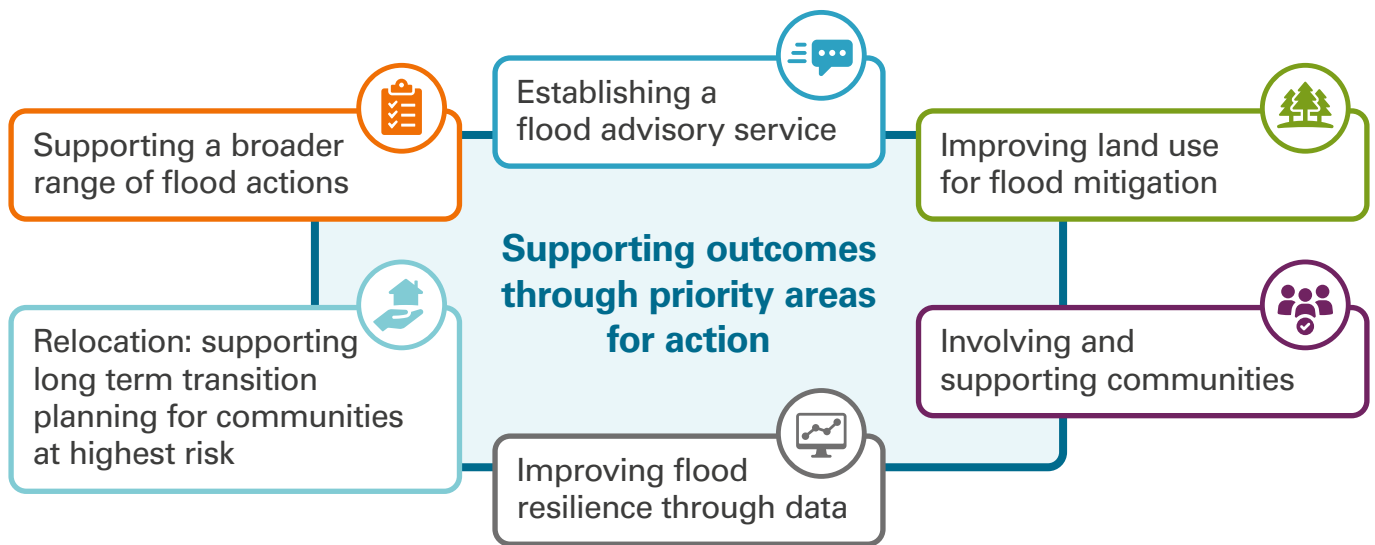 Establishing a
flood advisory service
Supporting a broader
range of flood actions
Improving land use
for flood mitigation
Supporting outcomes
through priority areas
for action
Relocation: supporting
long term transition
planning for communities
at highest risk
Involving and
supporting communities
Improving flood
resilience through data